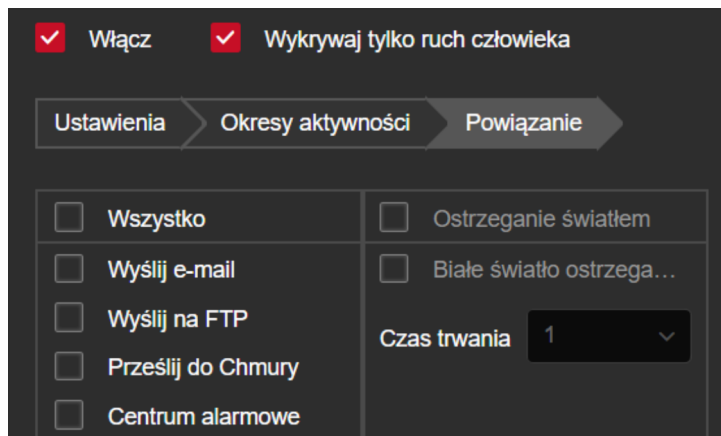 Włącz Wykrywaj tylko ruch człowieka
Ustawienia Okresy aktywności Powiązanie
Wszystko
Wyślij e-mail
Wyślij na FTP
Prześlij do Chmury
Centrum alarmowe
Ostrzeganie światłem
Białe światło ostrzega...
Czas trwania 1